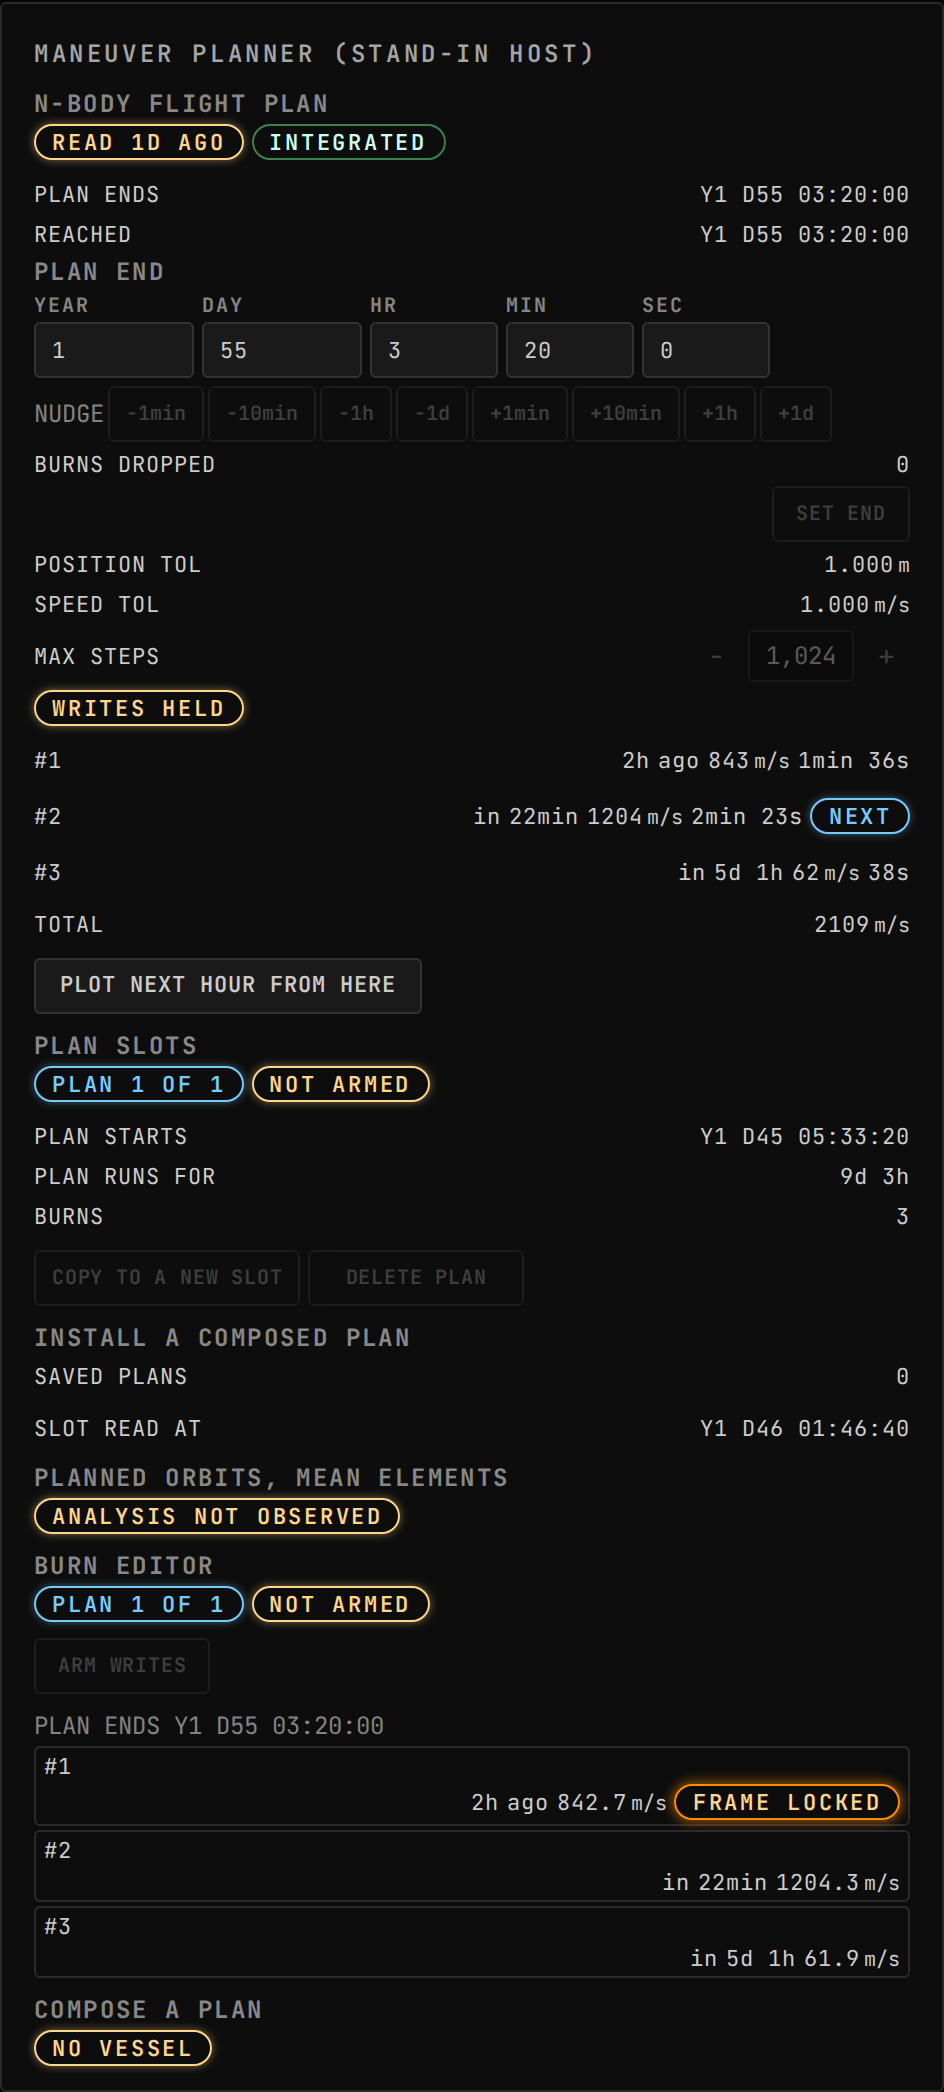 MANEUVER PLANNER (STAND-IN HOST)
N-BODY FLIGHT PLAN
READ 1D AGO INTEGRATED
PLAN ENDS Y1 D55 03:20:00
REACHED Y1 D55 03:20:00
PLAN END
YEAR DAY HR MIN SEC
1 55 3 20 0
NUDGE -1min -10min -1h -1d +1min +10min +1h +1d
BURNS DROPPED 0
SET END
POSITION TOL 1.000 m
SPEED TOL 1.000 m/s
MAX STEPS - 1,024 +
WRITES HELD
#1 2h ago 843 m/s 1min 36s
#2 in 22min 1204 m/s 2min 23s NEXT
#3 in 5d 1h 62 m/s 38s
TOTAL 2109 m/s
PLOT NEXT HOUR FROM HERE
PLAN SLOTS
PLAN 1 OF 1 NOT ARMED
PLAN STARTS Y1 D45 05:33:20
PLAN RUNS FOR 9d 3h
BURNS 3
COPY TO A NEW SLOT DELETE PLAN
INSTALL A COMPOSED PLAN
SAVED PLANS 0
SLOT READ AT Y1 D46 01:46:40
PLANNED ORBITS, MEAN ELEMENTS
ANALYSIS NOT OBSERVED
BURN EDITOR
PLAN 1 OF 1 NOT ARMED
ARM WRITES
PLAN ENDS Y1 D55 03:20:00
#1
2h ago 842.7 m/s FRAME LOCKED
#2
in 22min 1204.3 m/s
#3
in 5d 1h 61.9 m/s
COMPOSE A PLAN
NO VESSEL